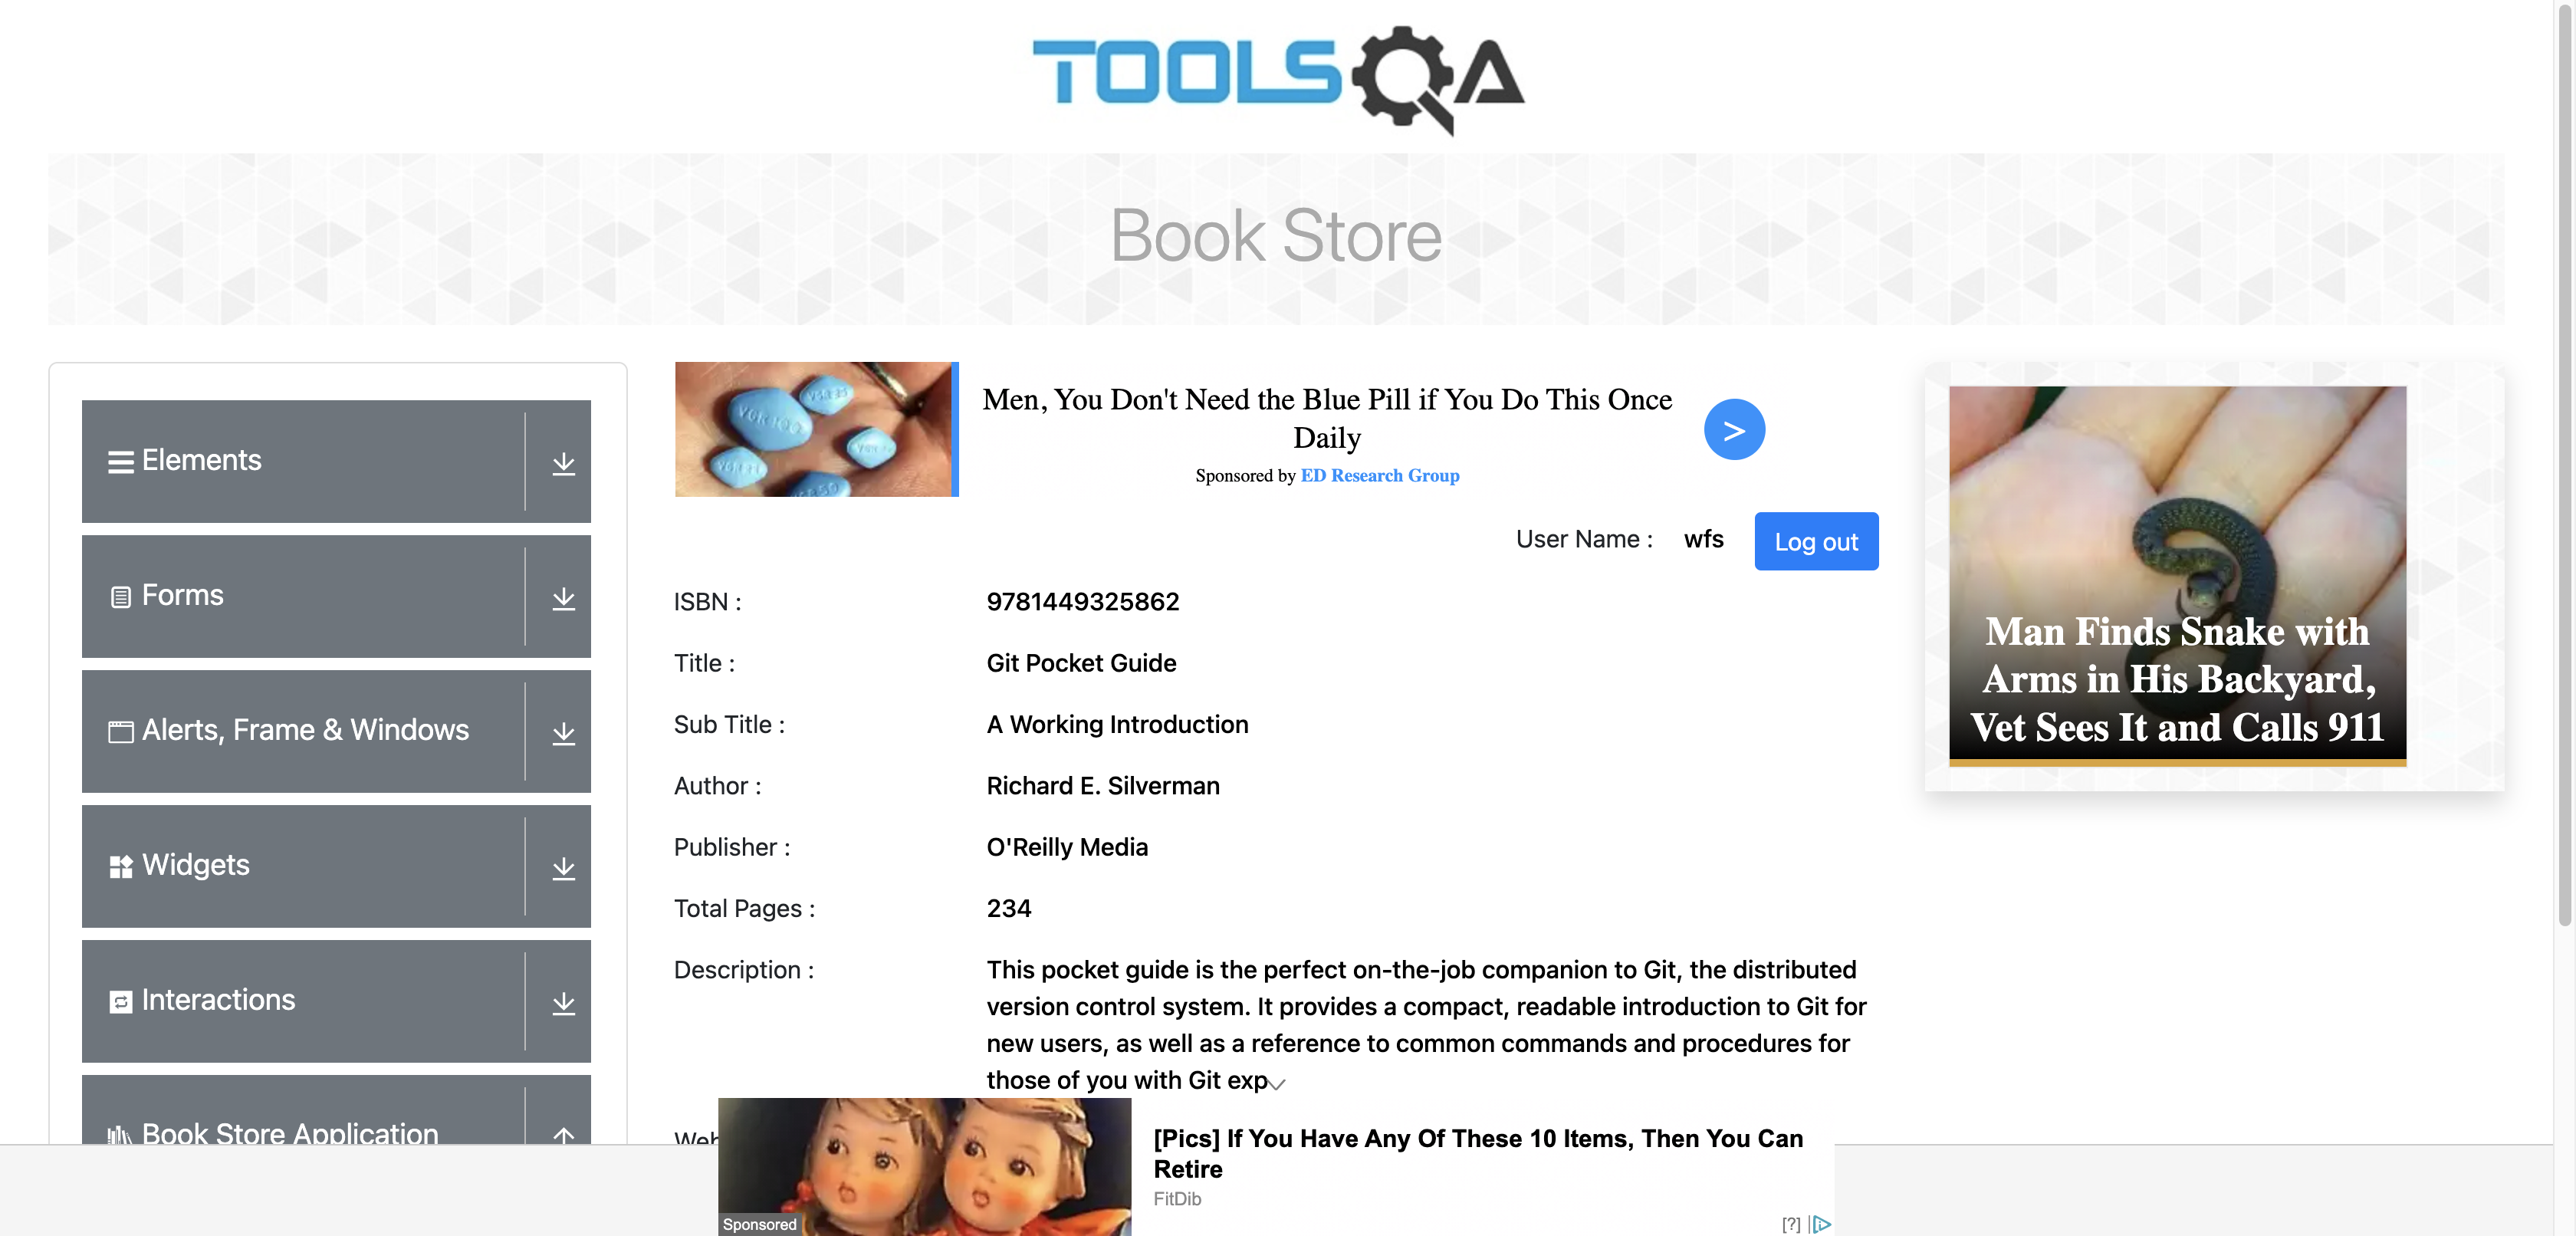 TOOLSQA
Book Store
Elements
Forms
Alerts, Frame & Windows
Widgets
Interactions
Book Store Application
Men, You Don't Need the Blue Pill if You Do This Once
Daily
Sponsored by ED Research Group
>
User Name : wfs Log out
ISBN : 9781449325862
Title : Git Pocket Guide
Sub Title : A Working Introduction
Author : Richard E. Silverman
Publisher : O'Reilly Media
Total Pages : 234
Description : This pocket guide is the perfect on-the-job companion to Git, the distributed
version control system. It provides a compact, readable introduction to Git for
new users, as well as a reference to common commands and procedures for
those of you with Git exp
[Pics] If You Have Any Of These 10 Items, Then You Can
Retire
FitDib
Sponsored
[?]
Man Finds Snake with
Arms in His Backyard,
Vet Sees It and Calls 911